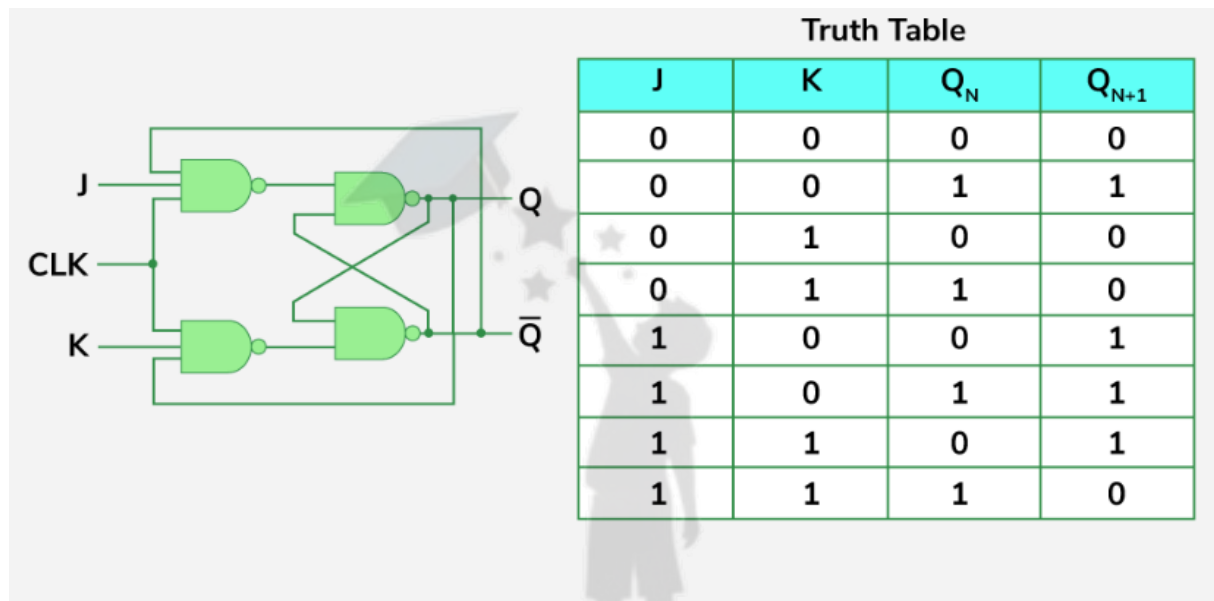 Truth Table
J K Q_N Q_{N+1}
0 0 0 0
0 0 1 1
0 1 0 0
0 1 1 0
1 0 0 1
1 0 1 1
1 1 0 1
1 1 1 0
J
Q
CLK
K
Q̅